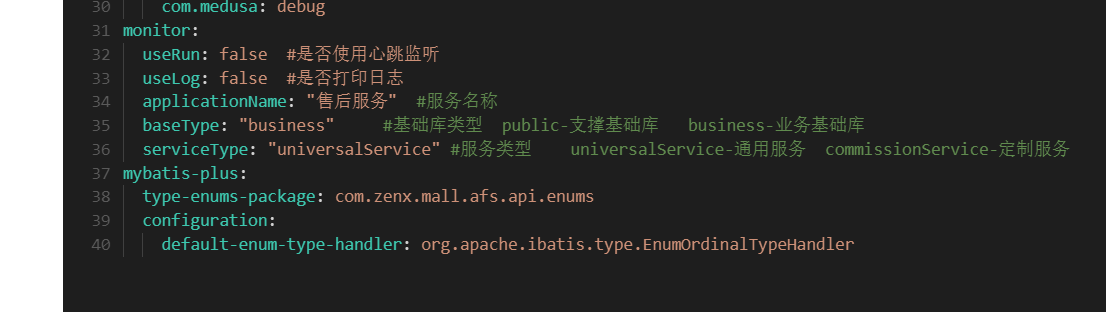 30 com.medusa: debug
31 monitor:
32 useRun: false #是否使用心跳监听
33 useLog: false #是否打印日志
34 applicationName: "售后服务" #服务名称
35 baseType: "business" #基础库类型 public-支撑基础库 business-业务基础库
36 serviceType: "universalService" #服务类型 universalService-通用服务 commissionService-定制服务
37 mybatis-plus:
38 type-enums-package: com.zenx.mall.afs.api.enums
39 configuration:
40 default-enum-type-handler: org.apache.ibatis.type.EnumOrdinalTypeHandler